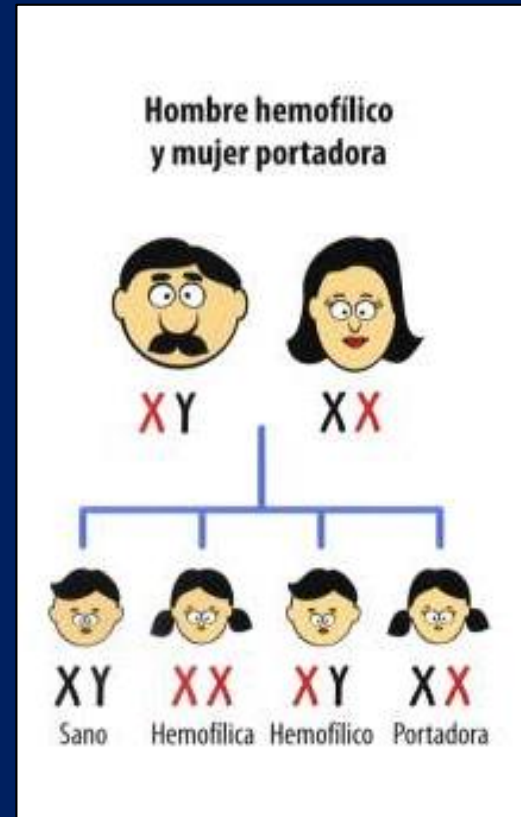 Hombre hemofílico
y mujer portadora
XY XX
XY XX XY XX
Sano Hemofílica Hemofílico Portadora